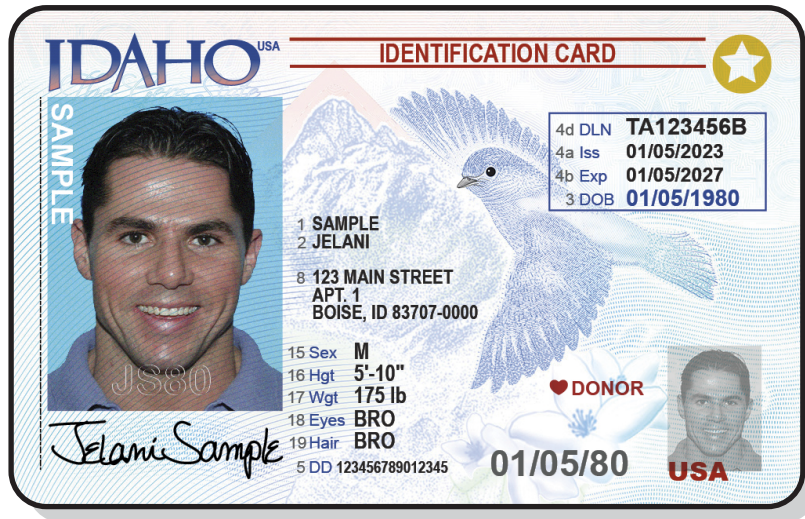 IDAHO USA
IDENTIFICATION CARD
SAMPLE
4d DLN TA123456B
4a Iss 01/05/2023
4b Exp 01/05/2027
3 DOB 01/05/1980
1 SAMPLE
2 JELANI
8 123 MAIN STREET
APT. 1
BOISE, ID 83707-0000
15 Sex M
16 Hgt 5'-10"
17 Wgt 175 lb
18 Eyes BRO
19 Hair BRO
5 DD 123456789012345
JS80
Jelani Sample
DONOR
01/05/80
USA